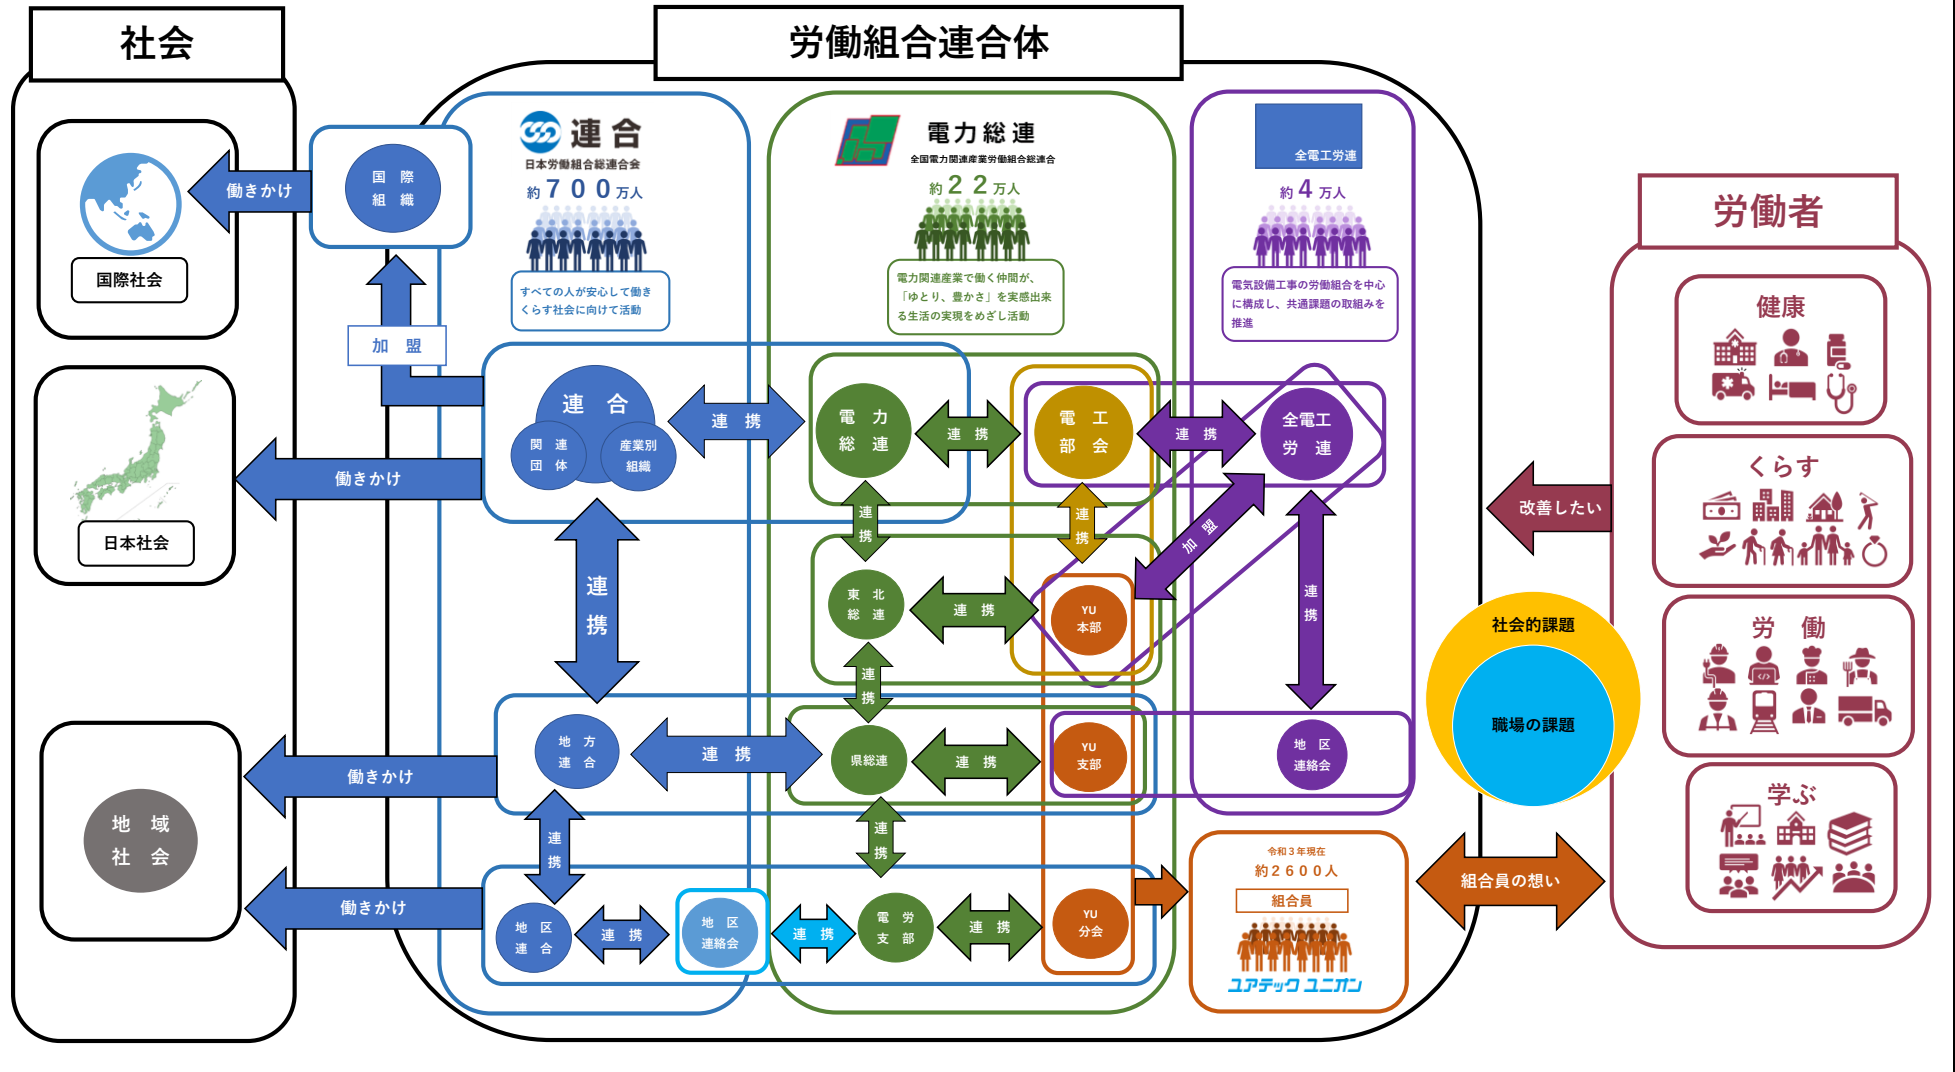 社会
労働組合連合体
労働者
国際社会
日本社会
地 域
社 会
働きかけ
働きかけ
働きかけ
働きかけ
国 際
組 織
加 盟
連合
日本労働組合総連合会
約700万人
すべての人が安心して働き
くらす社会に向けて活動
電力総連
全国電力関連産業労働組合総連合
約22万人
電力関連産業で働く仲間が、
「ゆとり、豊かさ」を実感出来
る生活の実現をめざし活動
全電工労連
約4万人
電気設備工事の労働組合を中心
に構成し、共通課題の取組みを
推進
連 合
関 連
団 体
産業別
組織
連 携
電 力
総 連
連 携
電 工
部 会
連 携
全電工
労 連
連
携
連
携
連
携
加 盟
連
携
東 北
総 連
連 携
YU
本部
連
携
地 方
連 合
連 携
県総連
連 携
YU
支部
地 区
連絡会
連
携
連
携
地 区
連 合
連 携
地 区
連絡会
連 携
電 労
支 部
連 携
YU
分会
令和3年現在
約2600人
組合員
ユアテック ユニオン
改善したい
社会的課題
職場の課題
組合員の想い
健康
くらす
労 働
学ぶ